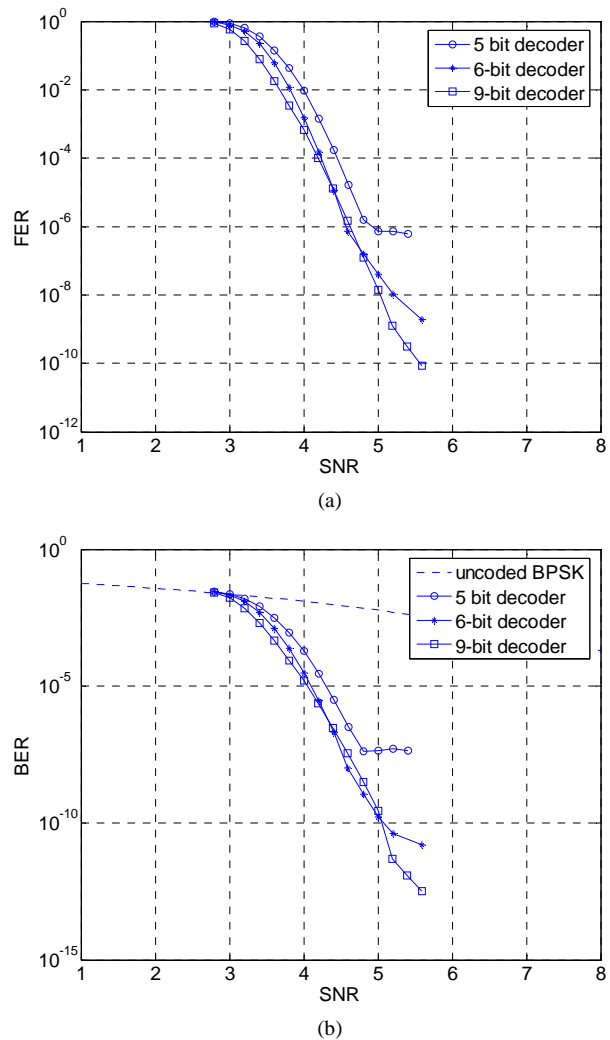 10^0
10^-2
10^-4
10^-6
10^-8
10^-10
10^-12
FER
5 bit decoder
6-bit decoder
9-bit decoder
1 2 3 4 5 6 7 8
SNR
(a)
10^0
10^-5
10^-10
10^-15
BER
uncoded BPSK
5 bit decoder
6-bit decoder
9-bit decoder
1 2 3 4 5 6 7 8
SNR
(b)